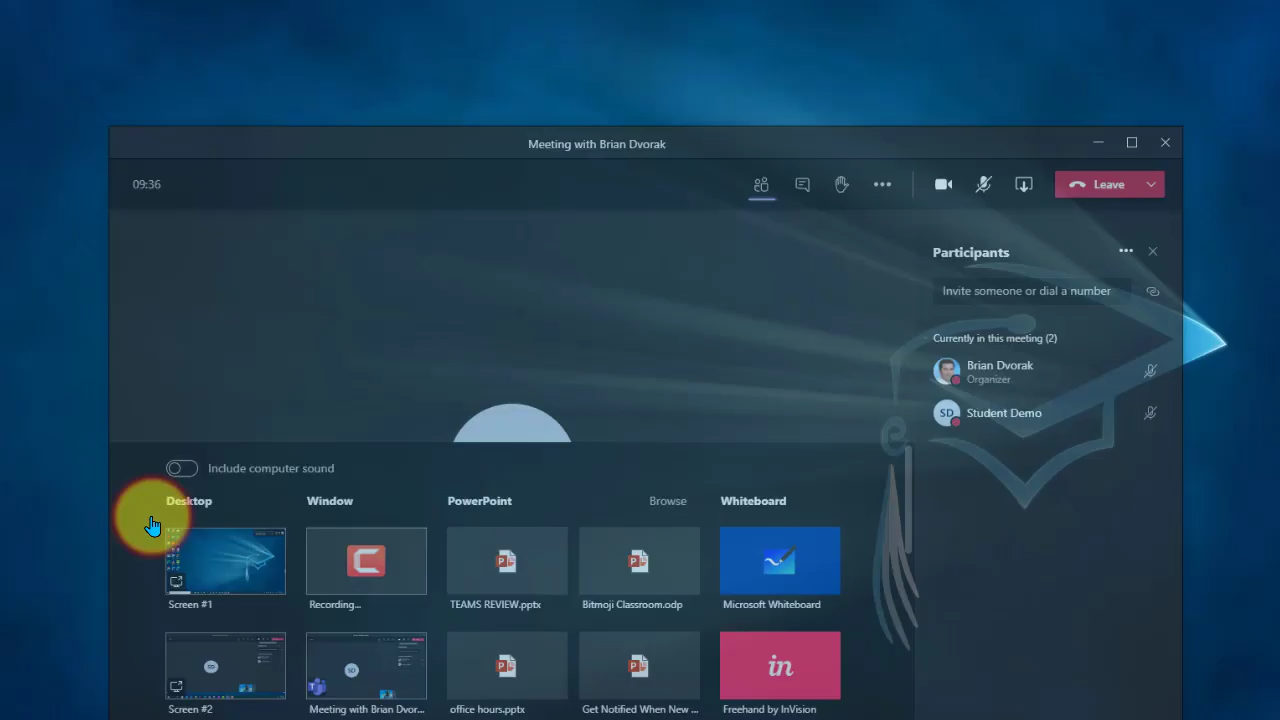 Meeting with Brian Dvorak
09:36
Leave
Participants
Invite someone or dial a number
Currently in this meeting (2)
Brian Dvorak
Organizer
SD
Student Demo
Include computer sound
Desktop
Window
PowerPoint
Browse
Whiteboard
Screen #1
Recording...
TEAMS REVIEW.pptx
Bitmoji Classroom.odp
Microsoft Whiteboard
SD
in
Screen #2
Meeting with Brian Dvor...
office hours.pptx
Get Notified When New ...
Freehand by InVision